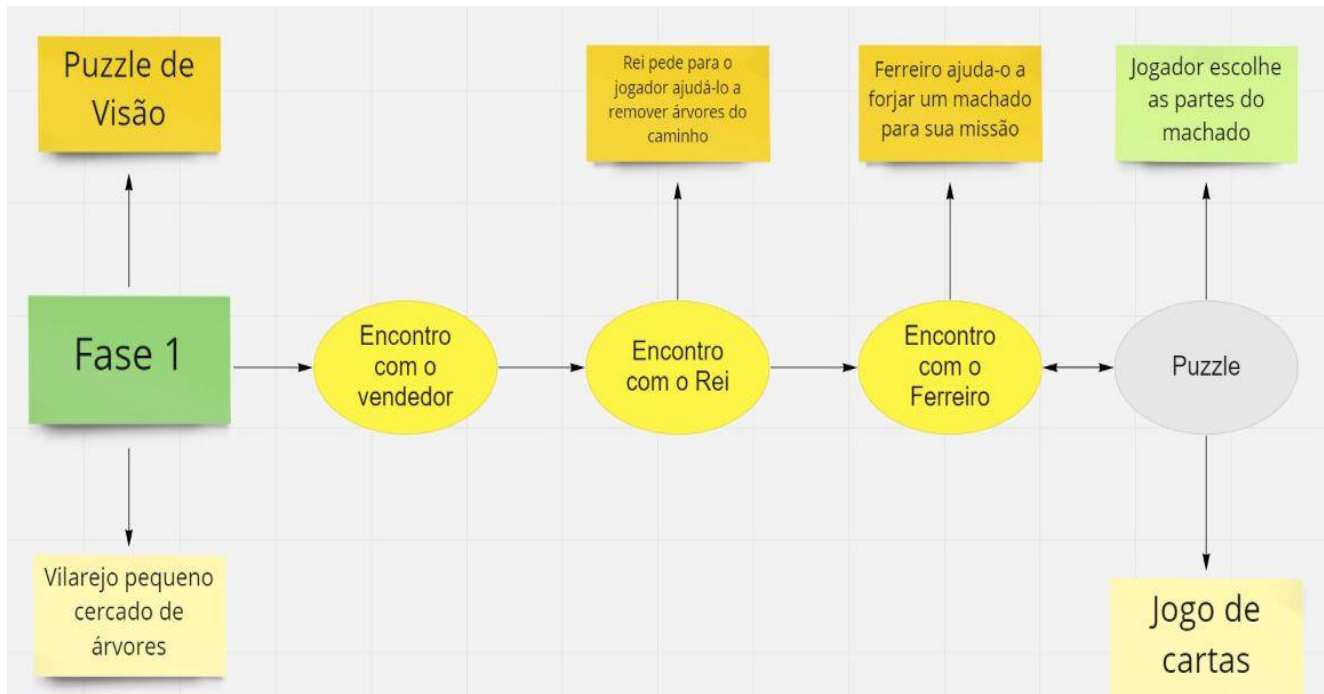 Puzzle de
Visão
Rei pede para o
jogador ajudá-lo a
remover árvores do
caminho
Ferreiro ajuda-o a
forjar um machado
para sua missão
Jogador escolhe
as partes do
machado
Fase 1
Encontro
com o
vendedor
Encontro
com o Rei
Encontro
com o
Ferreiro
Puzzle
Vilarejo pequeno
cercado de
árvores
Jogo de
cartas